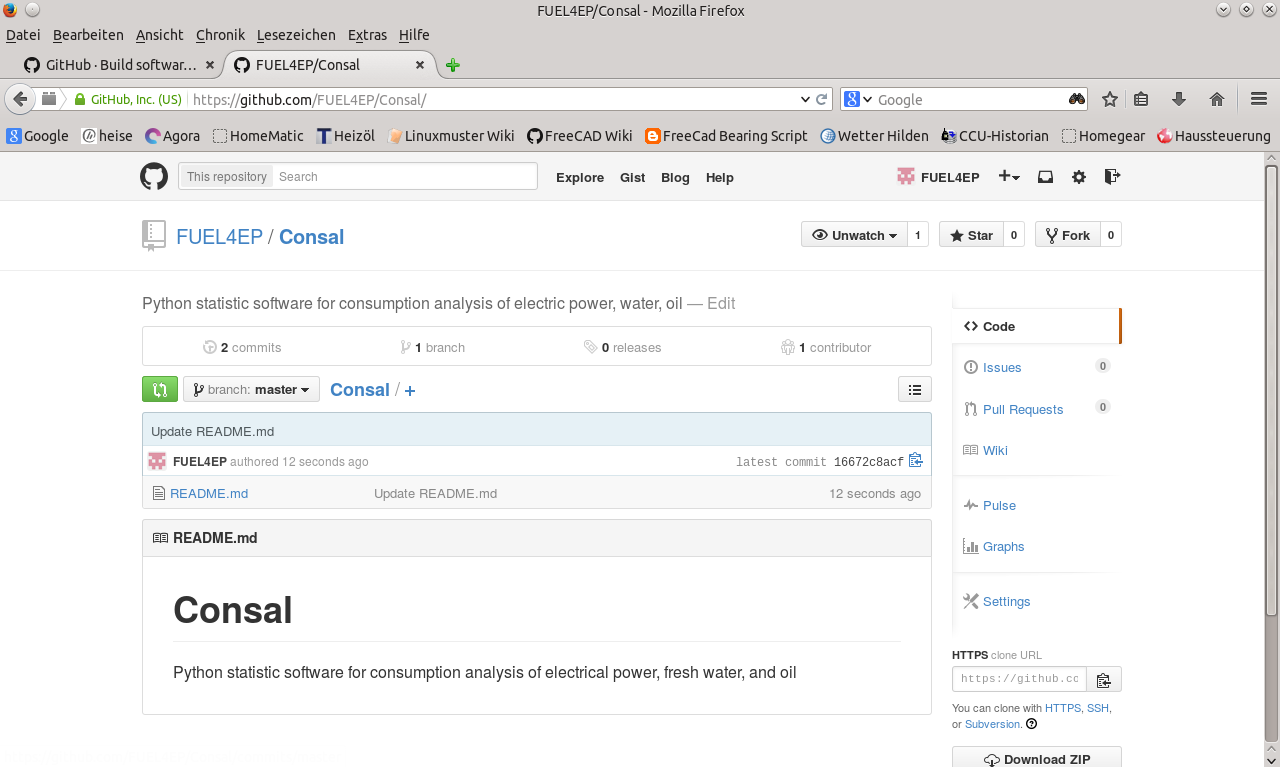 FUEL4EP/Consal - Mozilla Firefox
Datei Bearbeiten Ansicht Chronik Lesezeichen Extras Hilfe
GitHub · Build softwar... FUEL4EP/Consal
GitHub, Inc. (US) https://github.com/FUEL4EP/Consal/ Google
Google heise Agora HomeMatic Heizöl Linuxmuster Wiki FreeCAD Wiki FreeCad Bearing Script Wetter Hilden CCU-Historian Homegear Haussteuerung
This repository Search Explore Gist Blog Help FUEL4EP
FUEL4EP / Consal Unwatch 1 Star 0 Fork 0
Python statistic software for consumption analysis of electric power, water, oil — Edit
2 commits 1 branch 0 releases 1 contributor
branch: master Consal / +
Update README.md
FUEL4EP authored 12 seconds ago latest commit 16672c8acf
README.md Update README.md 12 seconds ago
README.md
Consal
Python statistic software for consumption analysis of electrical power, fresh water, and oil
Code
Issues 0
Pull Requests 0
Wiki
Pulse
Graphs
Settings
HTTPS clone URL
https://github.cc
You can clone with HTTPS, SSH,
or Subversion.
Download ZIP